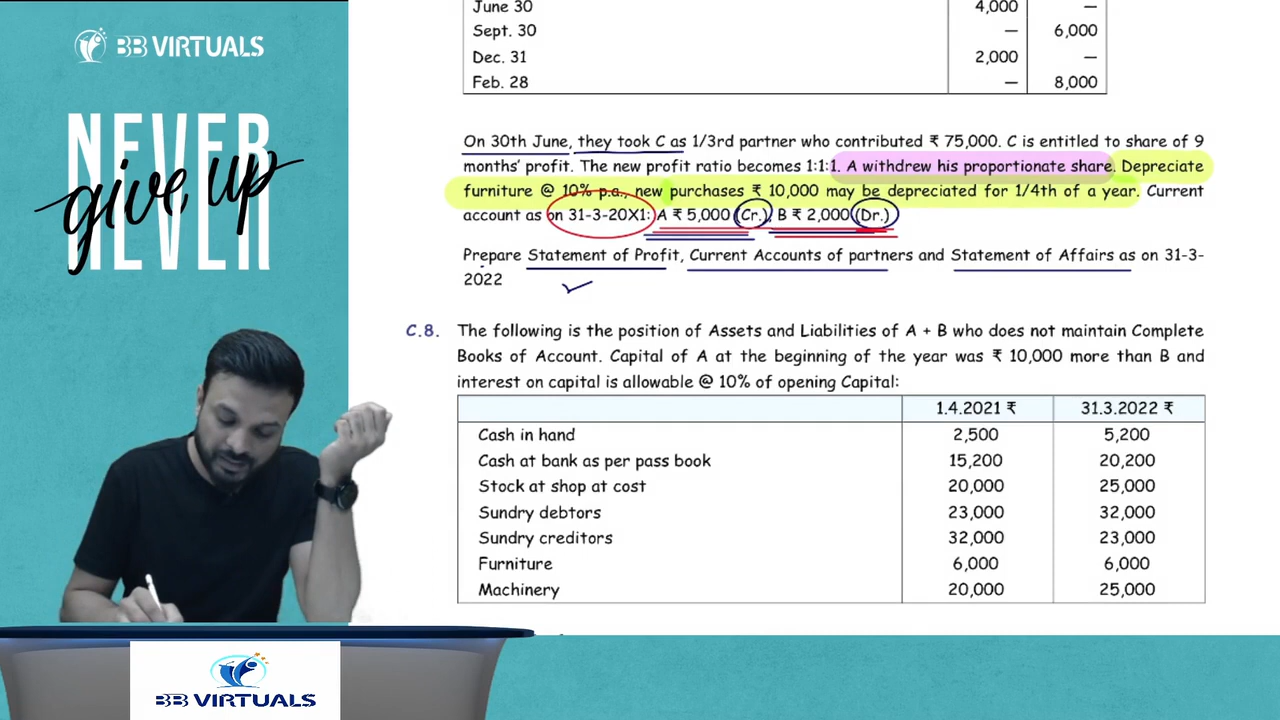 BB VIRTUALS
NEVER
give up
NEVER
June 30 4,000 —
Sept. 30 — 6,000
Dec. 31 2,000 —
Feb. 28 — 8,000
On 30th June, they took C as 1/3rd partner who contributed ₹ 75,000. C is entitled to share of 9
months' profit. The new profit ratio becomes 1:1:1. A withdrew his proportionate share. Depreciate
furniture @ 10% p.a., new purchases ₹ 10,000 may be depreciated for 1/4th of a year. Current
account as on 31-3-20X1: A ₹ 5,000 (Cr.), B ₹ 2,000 (Dr.)
Prepare Statement of Profit, Current Accounts of partners and Statement of Affairs as on 31-3-
2022
C.8. The following is the position of Assets and Liabilities of A + B who does not maintain Complete
Books of Account. Capital of A at the beginning of the year was ₹ 10,000 more than B and
interest on capital is allowable @ 10% of opening Capital:
1.4.2021 ₹ 31.3.2022 ₹
Cash in hand 2,500 5,200
Cash at bank as per pass book 15,200 20,200
Stock at shop at cost 20,000 25,000
Sundry debtors 23,000 32,000
Sundry creditors 32,000 23,000
Furniture 6,000 6,000
Machinery 20,000 25,000
BB VIRTUALS